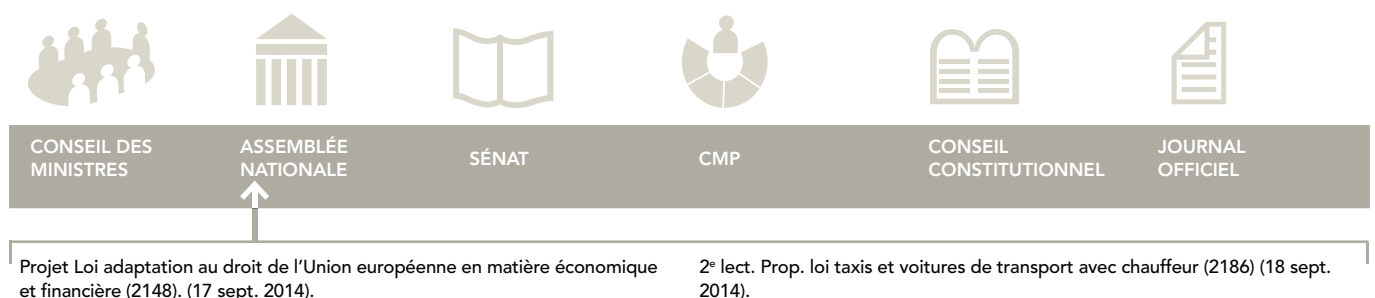 CONSEIL DES
MINISTRES
ASSEMBLÉE
NATIONALE
SÉNAT
CMP
CONSEIL
CONSTITUTIONNEL
JOURNAL
OFFICIEL
Projet Loi adaptation au droit de l’Union européenne en matière économique
et financière (2148). (17 sept. 2014).
2e lect. Prop. loi taxis et voitures de transport avec chauffeur (2186) (18 sept.
2014).